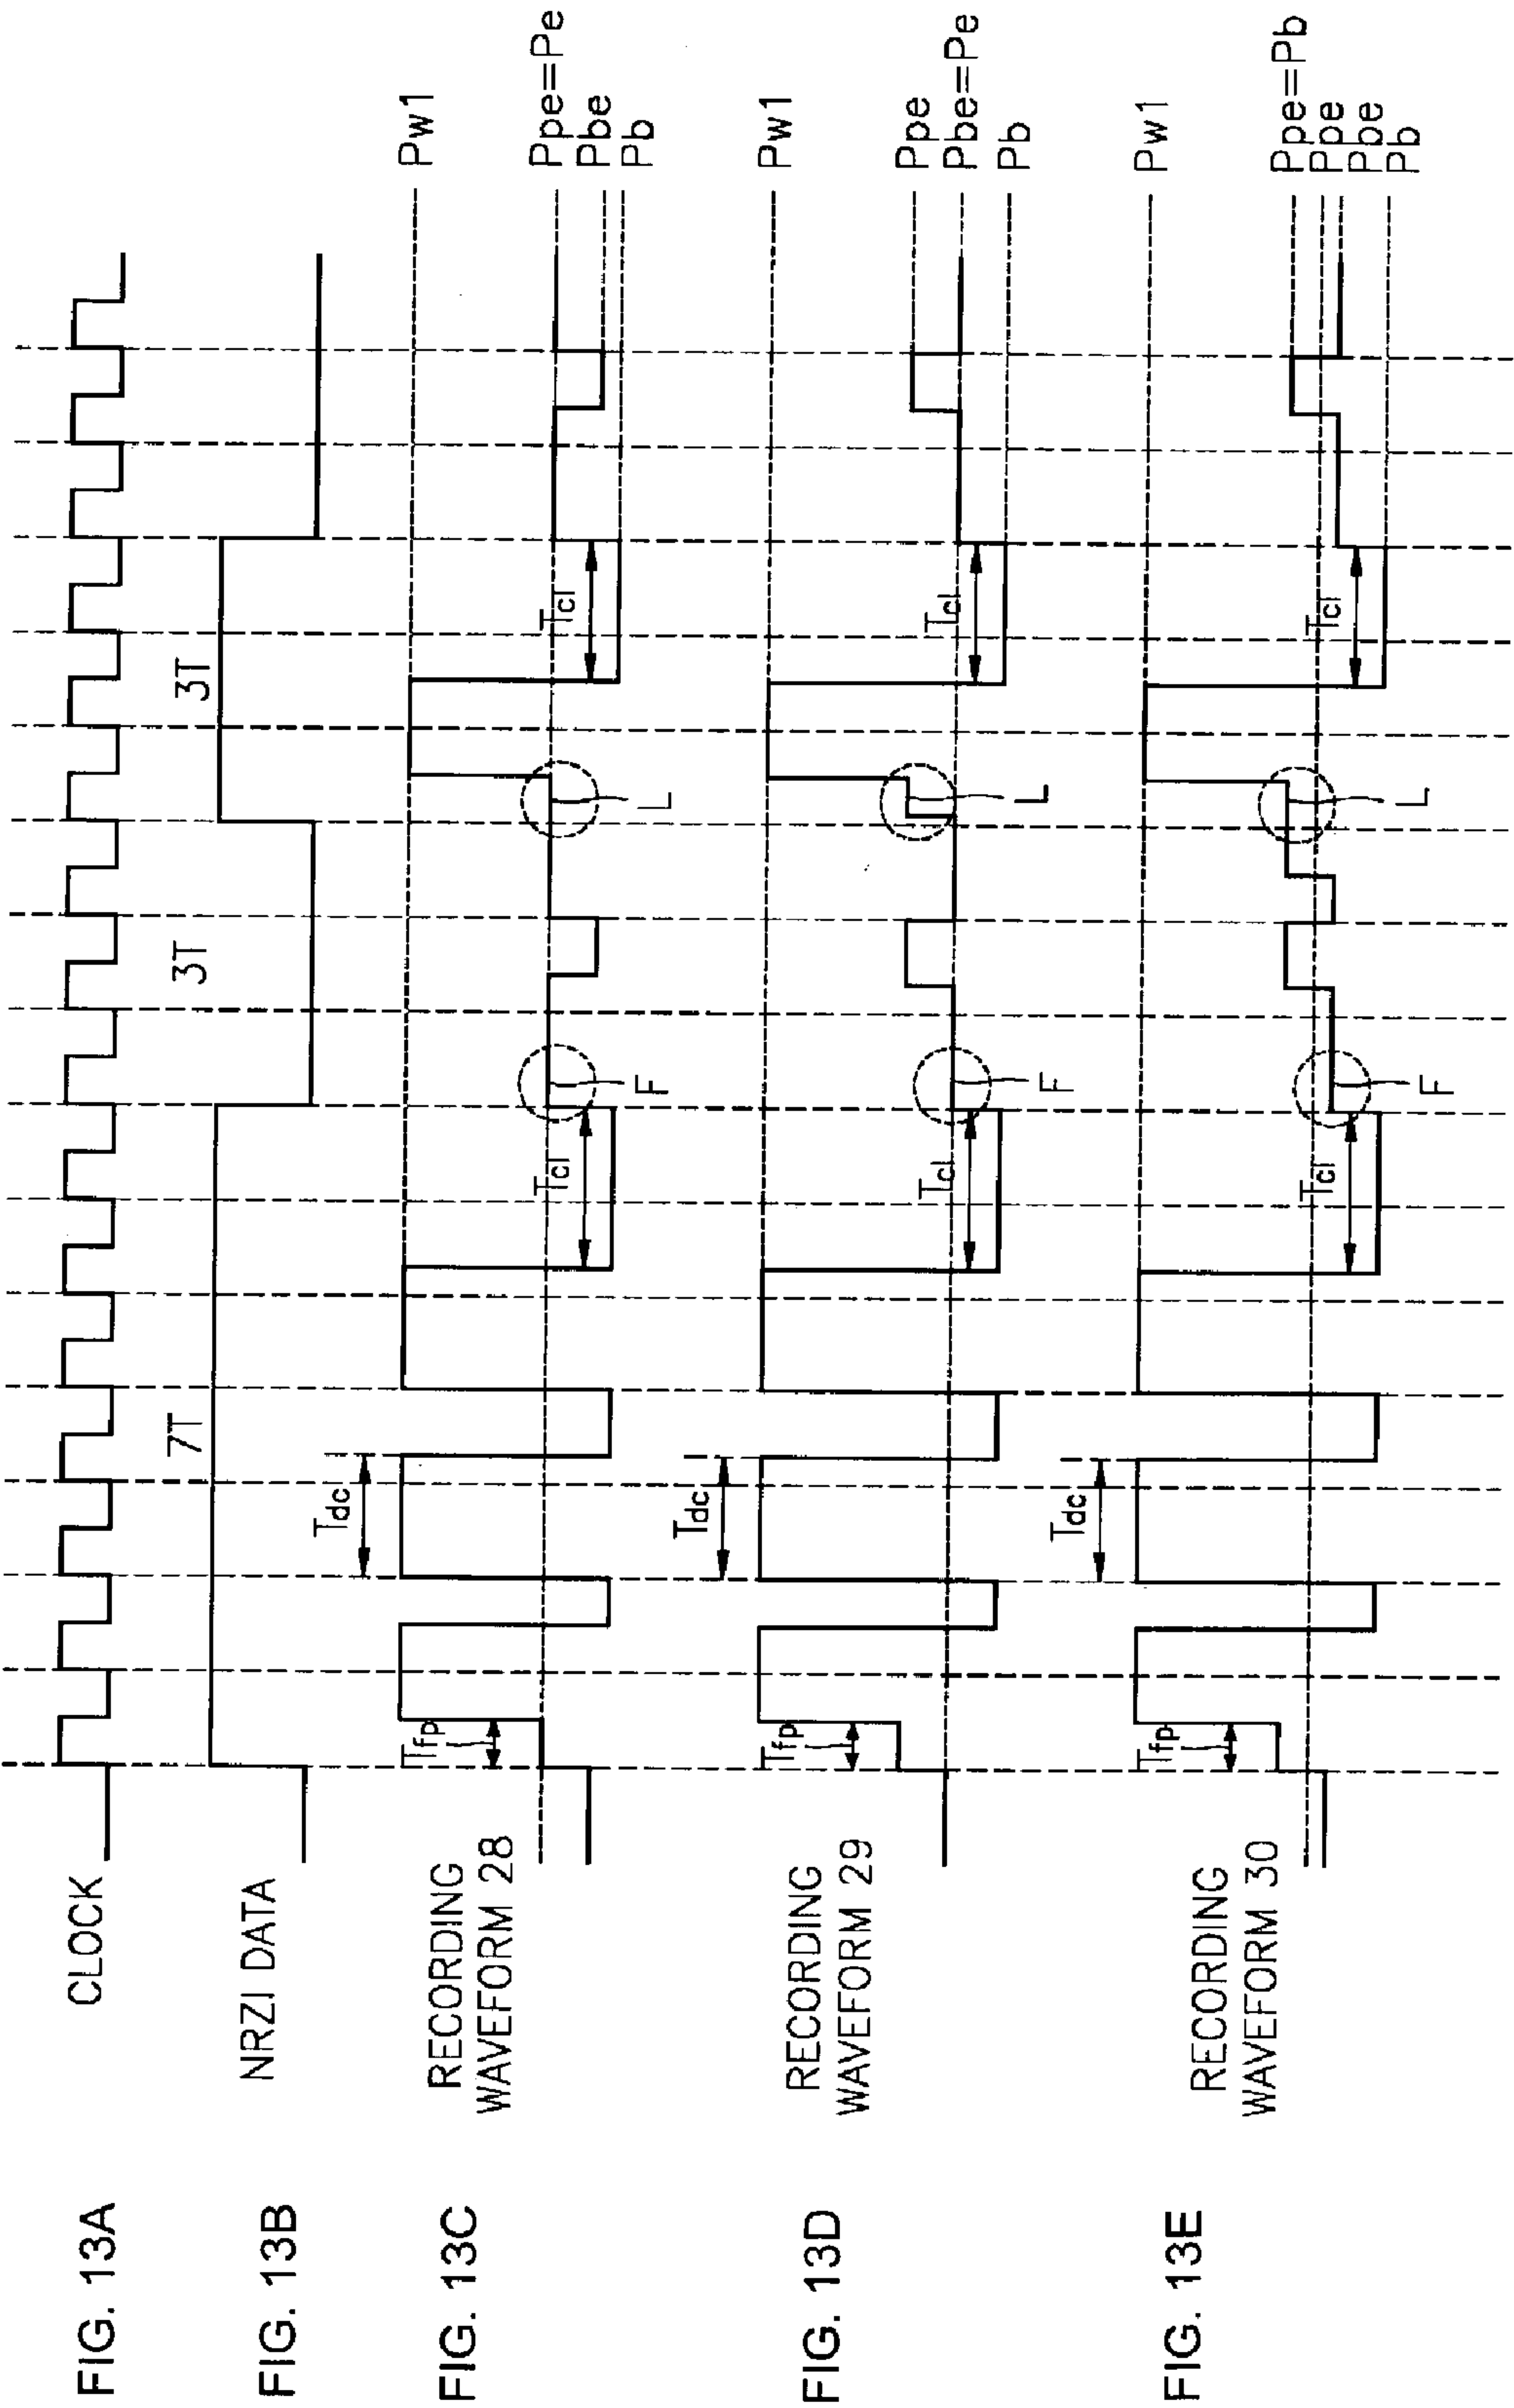 FIG. 13A
CLOCK
FIG. 13B
NRZI DATA
7T
3T
3T
FIG. 13C
RECORDING
WAVEFORM 28
Tfp
Tdc
Tcl
F
L
Tcl
Pw1
Ppe=Pe
Pbe
Pb
FIG. 13D
RECORDING
WAVEFORM 29
Tfp
Tdc
Tcl
F
L
Tcl
Pw1
Ppe
Pbe=Pe
Pb
FIG. 13E
RECORDING
WAVEFORM 30
Tfp
Tdc
Tcl
F
L
Tcl
Pw1
Ppe=Pb
Ppe
Pbe
Pb